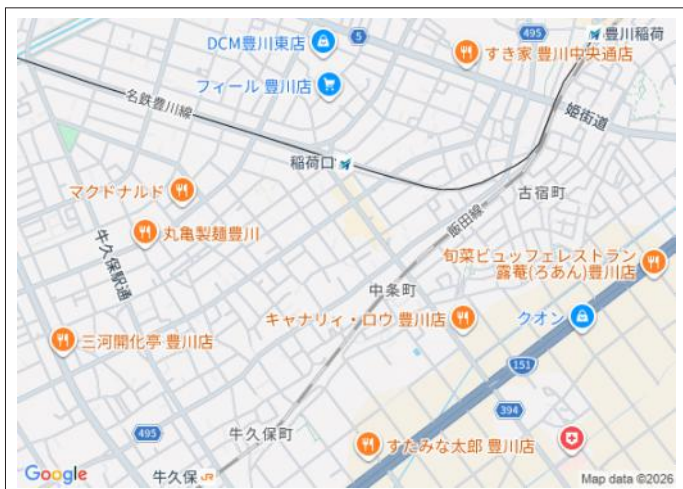 495
豊川稲荷
5
DCM豊川東店
すき家 豊川中央通店
フィール 豊川店
名鉄豊川線
姫街道
稲荷口
マクドナルド
古宿町
丸亀製麺豊川
飯田線
牛久保駅通
旬菜ビュッフェレストラン
露菴(ろあん)豊川店
中条町
キャナリィ・ロウ 豊川店
クオン
三河開化亭 豊川店
151
394
495
牛久保町
すたみな太郎 豊川店
Google
牛久保
JR
Map data ©2026